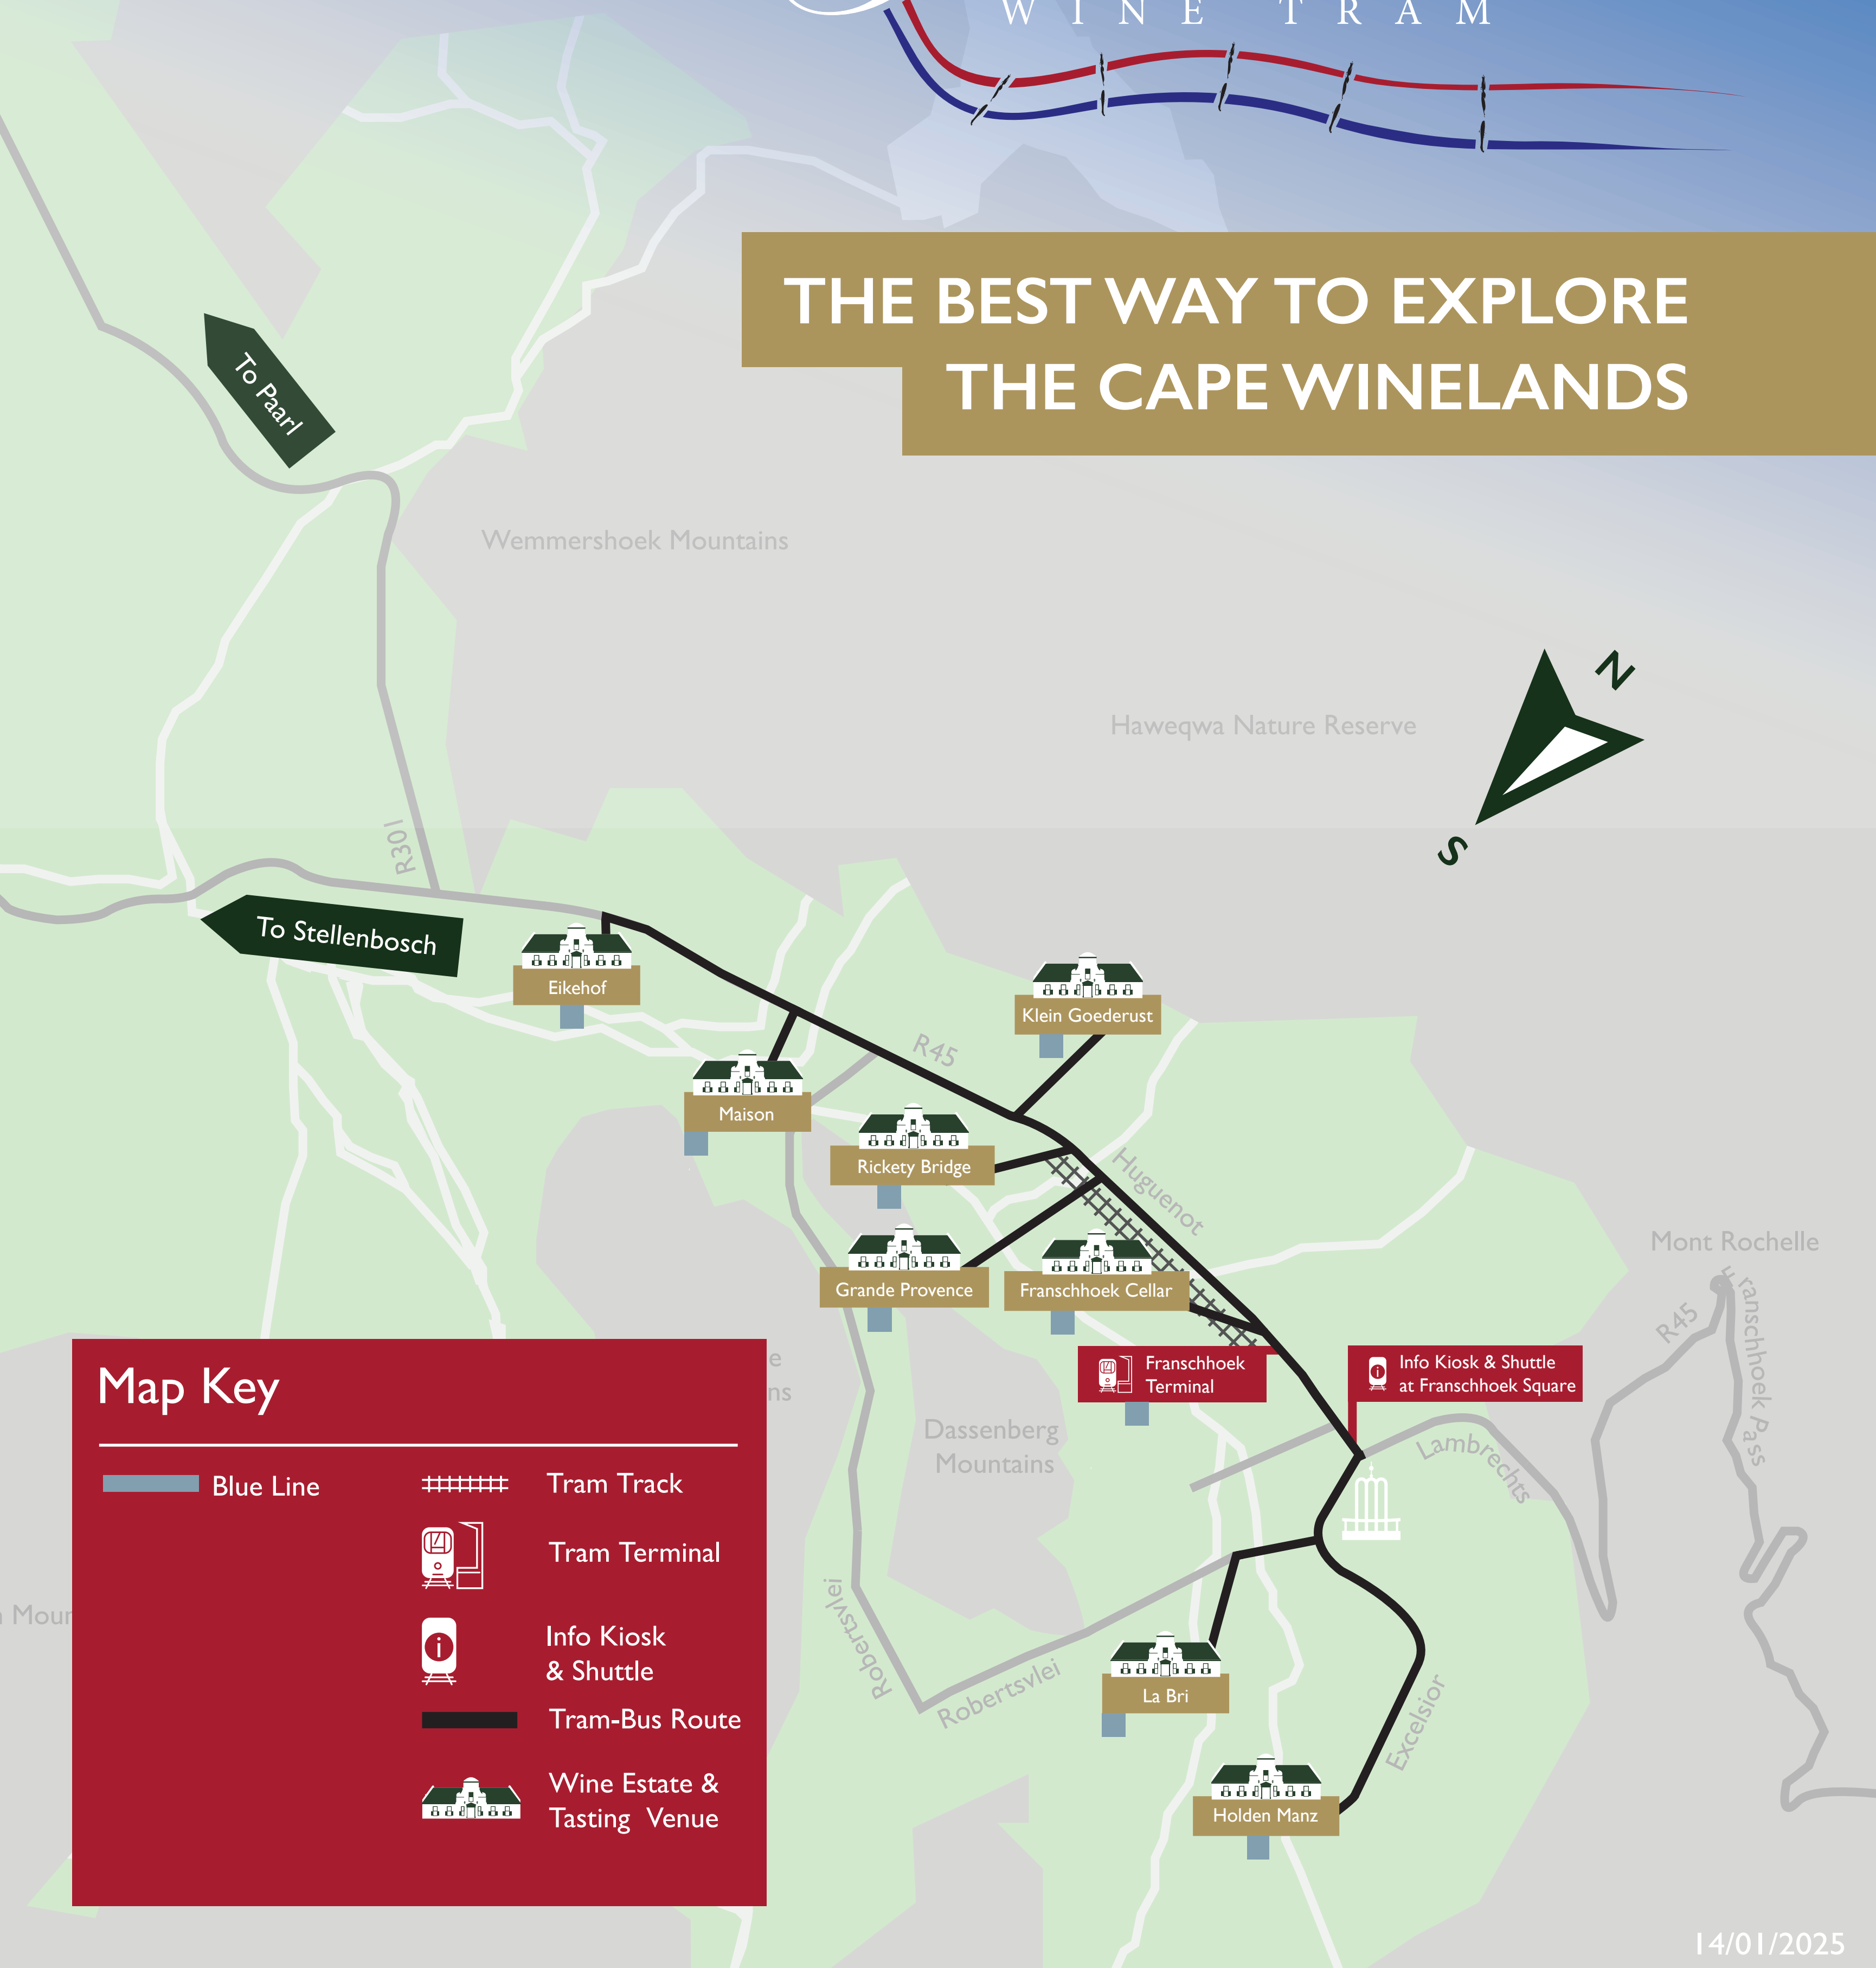 WINE TRAM
THE BEST WAY TO EXPLORE
THE CAPE WINELANDS
To Paarl
Wemmershoek Mountains
N
Haweqwa Nature Reserve
S
R301
To Stellenbosch
Eikehof
Klein Goederust
R45
Maison
Rickety Bridge
Huguenot
Grande Provence
Franschhoek Cellar
Mont Rochelle
R45
Franschhoek Pass
Franschhoek
Terminal
Info Kiosk & Shuttle
at Franschhoek Square
Dassenberg
Mountains
Lambrechts
Robertsvlei
Robertsvlei
La Bri
Excelsior
Holden Manz
Map Key
Blue Line
Tram Track
Tram Terminal
Info Kiosk
& Shuttle
Tram-Bus Route
Wine Estate &
Tasting Venue
14/01/2025